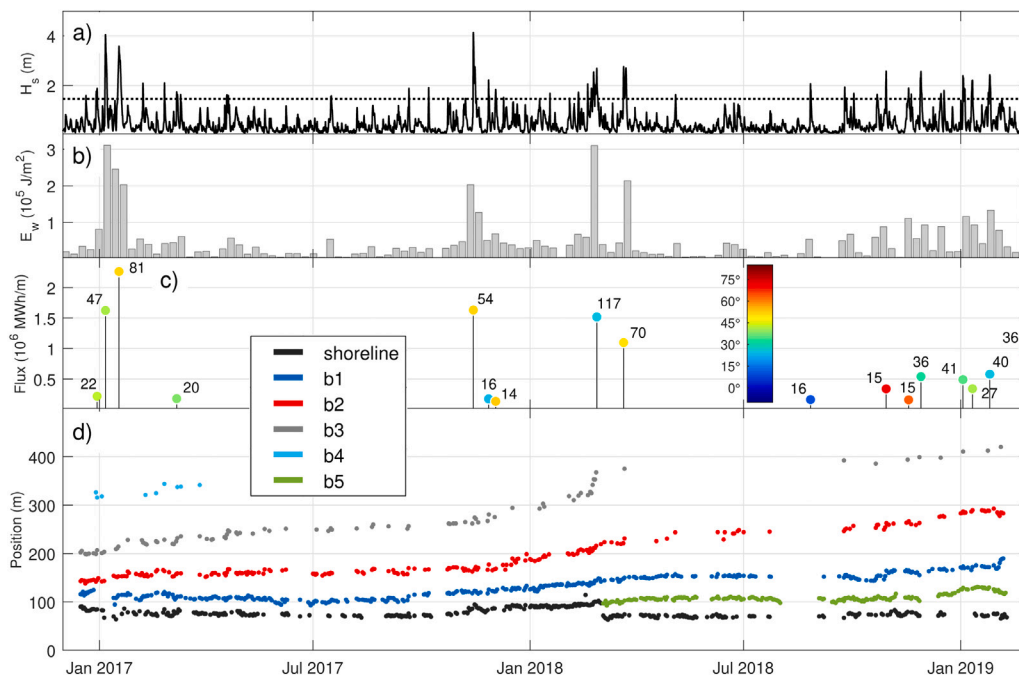 a)
4
2
H_s (m)
b)
3
2
1
E_w (10^5 J/m^2)
c)
2
1.5
1
0.5
Flux (10^6 MWh/m)
22
47
81
20
54
16
14
117
70
16
15
15
36
41
27
40
36
75°
60°
45°
30°
15°
0°
shoreline
b1
b2
b3
b4
b5
d)
400
300
200
100
0
Position (m)
Jan 2017
Jul 2017
Jan 2018
Jul 2018
Jan 2019